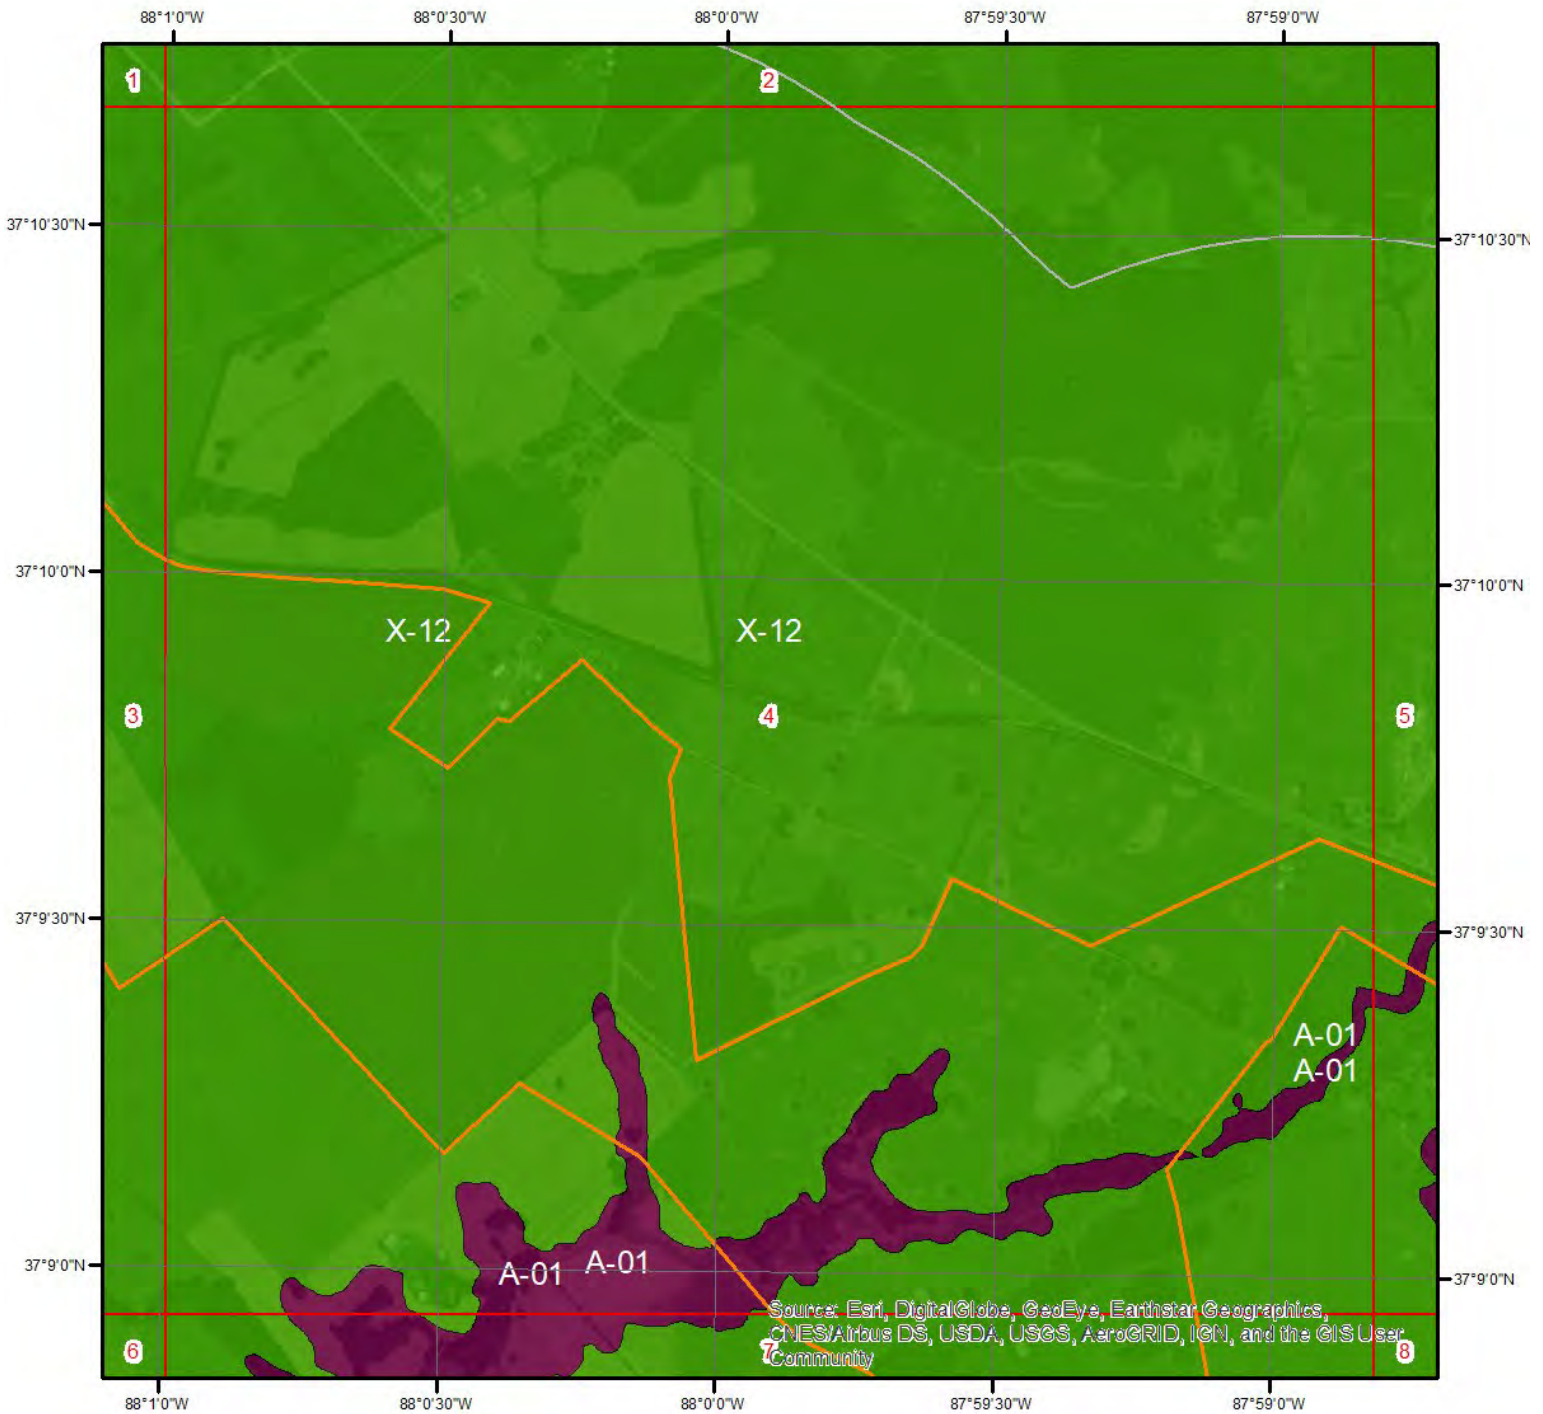 88°1'0"W 88°0'30"W 88°0'0"W 87°59'30"W 87°59'0"W
1 2
37°10'30"N 37°10'30"N
37°10'0"N 37°10'0"N
X-12 X-12
3 4 5
37°9'30"N 37°9'30"N
A-01
A-01
A-01 A-01
37°9'0"N 37°9'0"N
Source: Esri, DigitalGlobe, GeoEye, Earthstar Geographics,
CNES/Airbus DS, USDA, USGS, AeroGRID, IGN, and the GIS User
Community
6 7 8
88°1'0"W 88°0'30"W 88°0'0"W 87°59'30"W 87°59'0"W